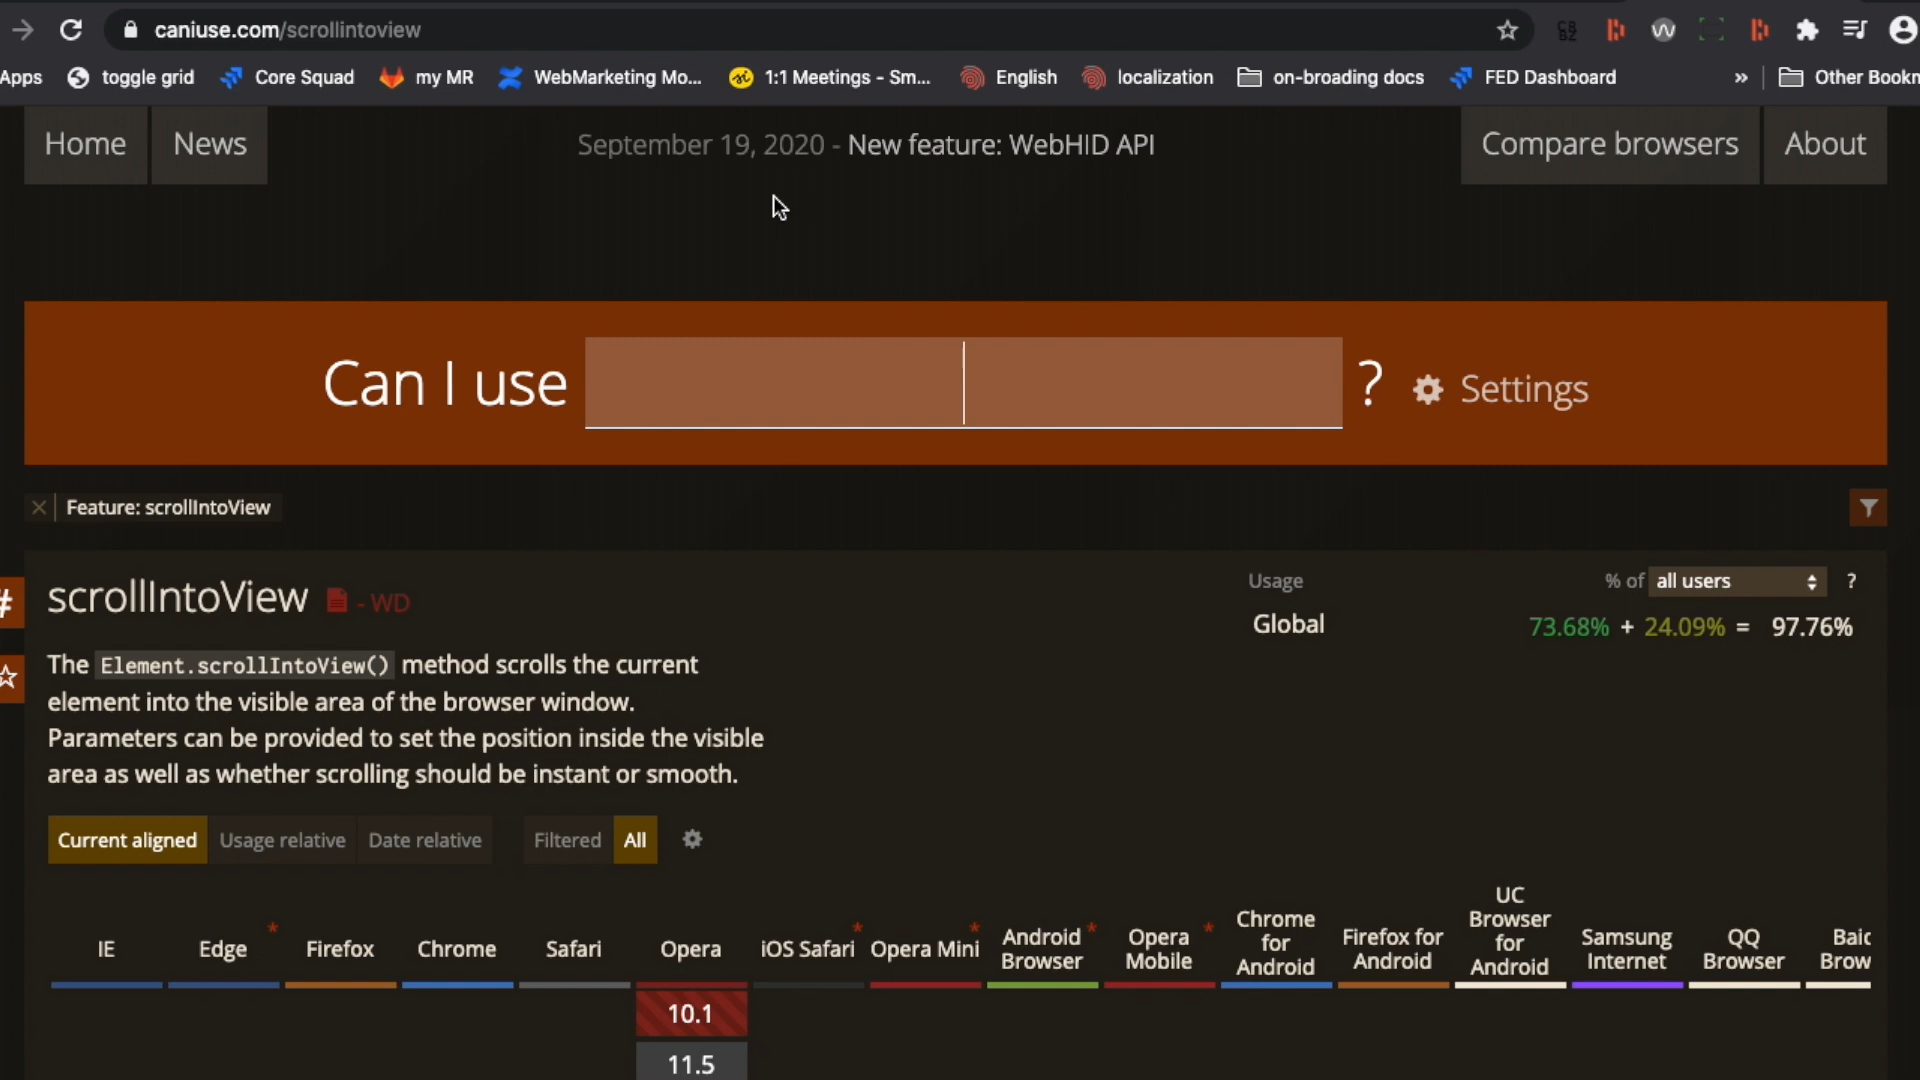 caniuse.com/scrollintoview
Apps toggle grid Core Squad my MR WebMarketing Mo... 1:1 Meetings - Sm... English localization on-broading docs FED Dashboard » Other Bookn
Home News September 19, 2020 - New feature: WebHID API Compare browsers About
Can I use ? Settings
× Feature: scrollIntoView
# scrollIntoView - WD
Usage % of all users ?
Global 73.68% + 24.09% = 97.76%
The Element.scrollIntoView() method scrolls the current
element into the visible area of the browser window.
Parameters can be provided to set the position inside the visible
area as well as whether scrolling should be instant or smooth.
Current aligned Usage relative Date relative Filtered All
IE Edge * Firefox Chrome Safari Opera iOS Safari * Opera Mini * Android Browser * Opera Mobile * Chrome for Android Firefox for Android UC Browser for Android Samsung Internet QQ Browser Baic Brow
10.1
11.5